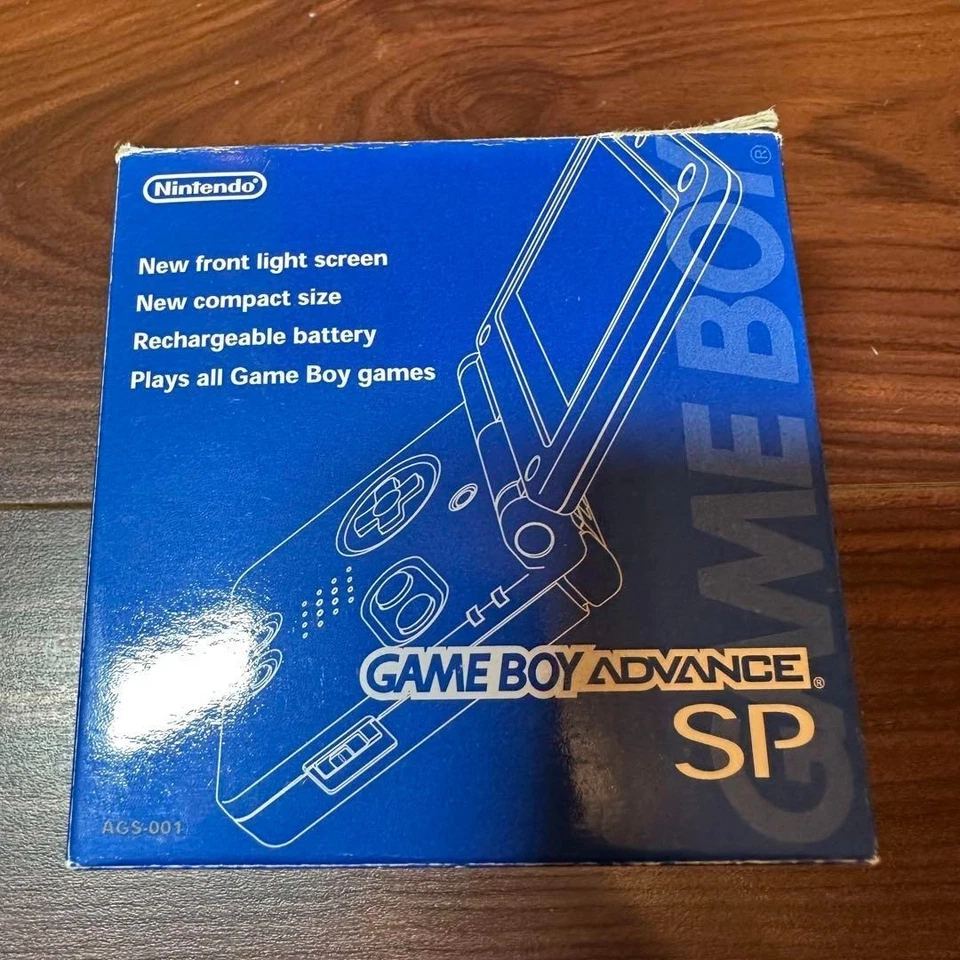 Nintendo®
New front light screen
New compact size
Rechargeable battery
Plays all Game Boy games
GAME BOY®
GAME BOY ADVANCE®
SP
AGS-001